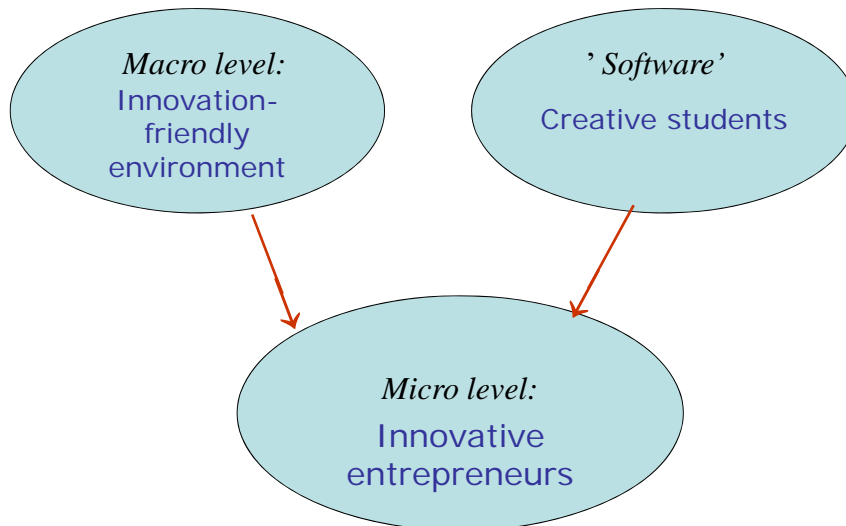 Macro level:
Innovation-
friendly
environment
’ Software’
Creative students
Micro level:
Innovative
entrepreneurs